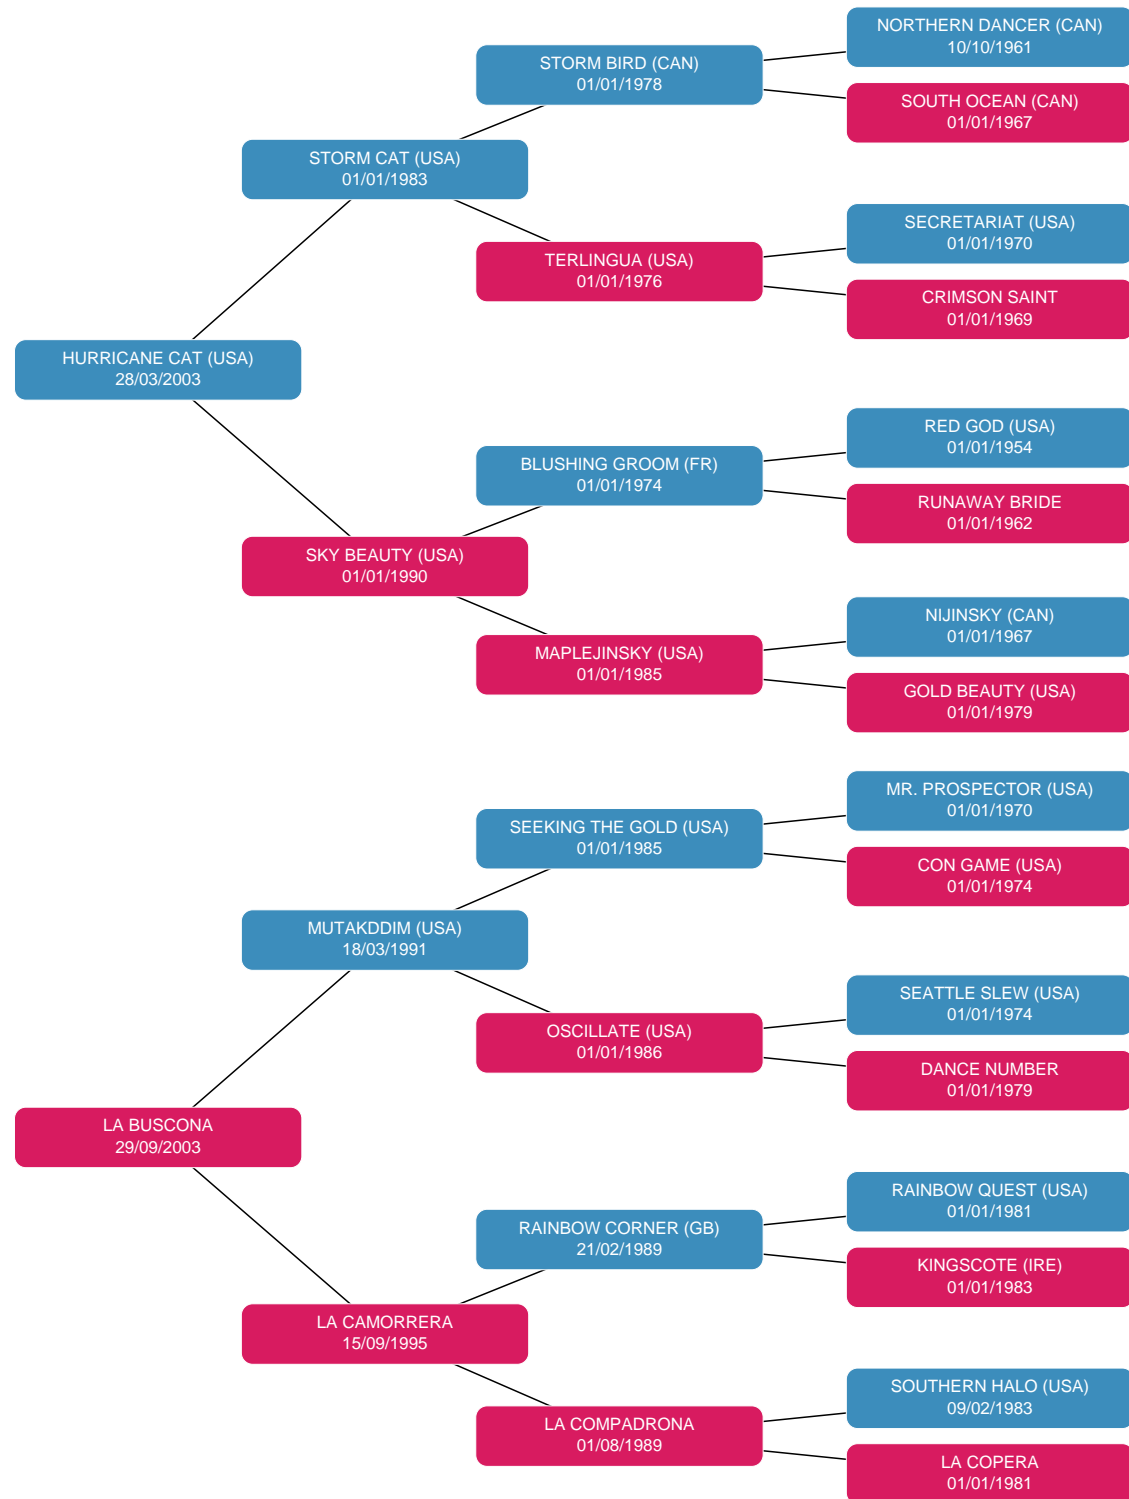 NORTHERN DANCER (CAN)
10/10/1961
STORM BIRD (CAN)
01/01/1978
SOUTH OCEAN (CAN)
01/01/1967
STORM CAT (USA)
01/01/1983
SECRETARIAT (USA)
01/01/1970
TERLINGUA (USA)
01/01/1976
CRIMSON SAINT
01/01/1969
HURRICANE CAT (USA)
28/03/2003
RED GOD (USA)
01/01/1954
BLUSHING GROOM (FR)
01/01/1974
RUNAWAY BRIDE
01/01/1962
SKY BEAUTY (USA)
01/01/1990
NIJINSKY (CAN)
01/01/1967
MAPLEJINSKY (USA)
01/01/1985
GOLD BEAUTY (USA)
01/01/1979
MR. PROSPECTOR (USA)
01/01/1970
SEEKING THE GOLD (USA)
01/01/1985
CON GAME (USA)
01/01/1974
MUTAKDDIM (USA)
18/03/1991
SEATTLE SLEW (USA)
01/01/1974
OSCILLATE (USA)
01/01/1986
DANCE NUMBER
01/01/1979
LA BUSCONA
29/09/2003
RAINBOW QUEST (USA)
01/01/1981
RAINBOW CORNER (GB)
21/02/1989
KINGSCOTE (IRE)
01/01/1983
LA CAMORRERA
15/09/1995
SOUTHERN HALO (USA)
09/02/1983
LA COMPADRONA
01/08/1989
LA COPERA
01/01/1981